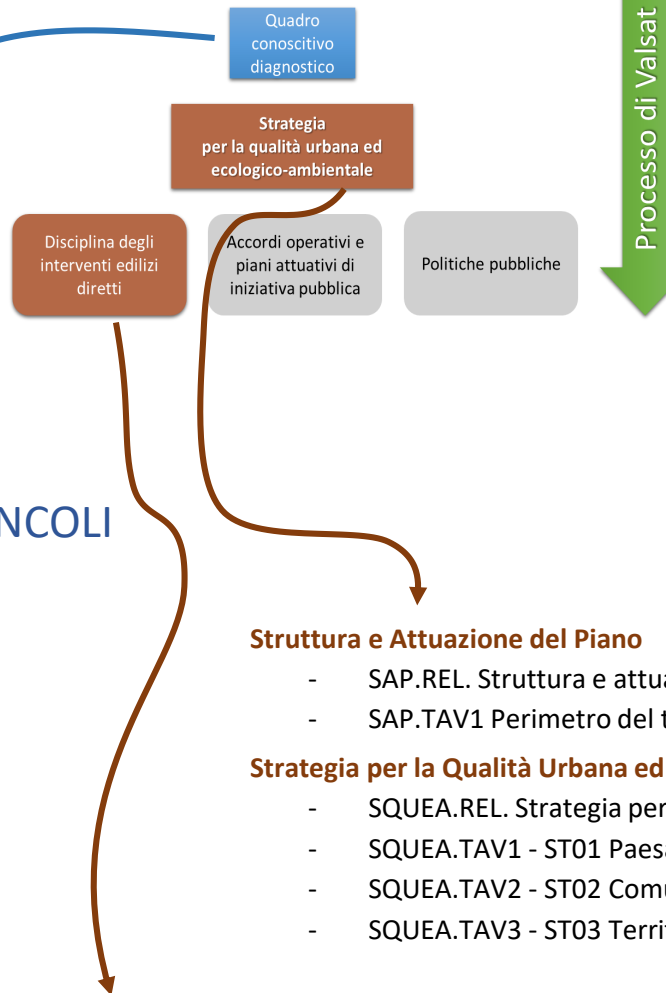 Quadro
conoscitivo
diagnostico
Processo di Valsat
Strategia
per la qualità urbana ed
ecologico-ambientale
Disciplina degli
interventi edilizi
diretti
Accordi operativi e
piani attuativi di
iniziativa pubblica
Politiche pubbliche
NCOLI
Struttura e Attuazione del Piano
- SAP.REL. Struttura e attua
- SAP.TAV1 Perimetro del t
Strategia per la Qualità Urbana ed
- SQUEA.REL. Strategia per
- SQUEA.TAV1 - ST01 Paesa
- SQUEA.TAV2 - ST02 Comu
- SQUEA.TAV3 - ST03 Territ